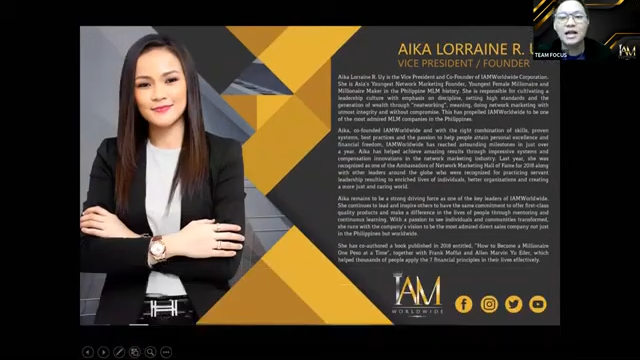 AIKA LORRAINE R. U
VICE PRESIDENT / FOUNDER
Aika Lorraine R. Uy is the Vice President and Co-Founder of IAMWorldwide Corporation.
She is Asia's Youngest Network Marketing Founder, Youngest Female Millionaire and
Millionaire Maker in the Philippine MLM history. She is responsible for cultivating a
leadership culture with emphasis on discipline, setting high standards and the
generation of wealth through "realworking", meaning, doing network marketing with
utmost integrity and without compromise. This has propelled IAMWorldwide to be one
of the most admired MLM companies in the Philippines.
Aika, co-founded IAMWorldwide and with the right combination of skills, proven
systems, best practices and the passion to help people attain personal excellence and
financial freedom, IAMWorldwide has reached astounding milestones in just over
a year. Aika has helped achieve amazing results through impressive systems and
compensation innovations in the network marketing industry. Last year, she was
recognized as one of the Ambassadors of Network Marketing Hall of Fame for 2018 along
with other leaders around the globe who were recognized for practicing servant
leadership resulting to enriched lives of individuals, better organizations and creating
a more just and caring world.
Aika remains to be a strong driving force as one of the key leaders of IAMWorldwide.
She continues to lead and inspire others to have the same commitment to offer first-class
quality products and make a difference in the lives of people through mentoring and
continuous learning. With a passion to see individuals and communities transformed,
she runs with the company's vision to be the most admired direct sales company not just
in the Philippines but worldwide.
She has co-authored a book published in 2018 entitled, "How to Become a Millionaire
One Peso at a Time", together with Frank Moffat and Allen Marvin Yu Eder, which
helped thousands of people apply the 7 financial principles in their lives effectively.
IAM
WORLDWIDE
TEAM FOCUS
IAM